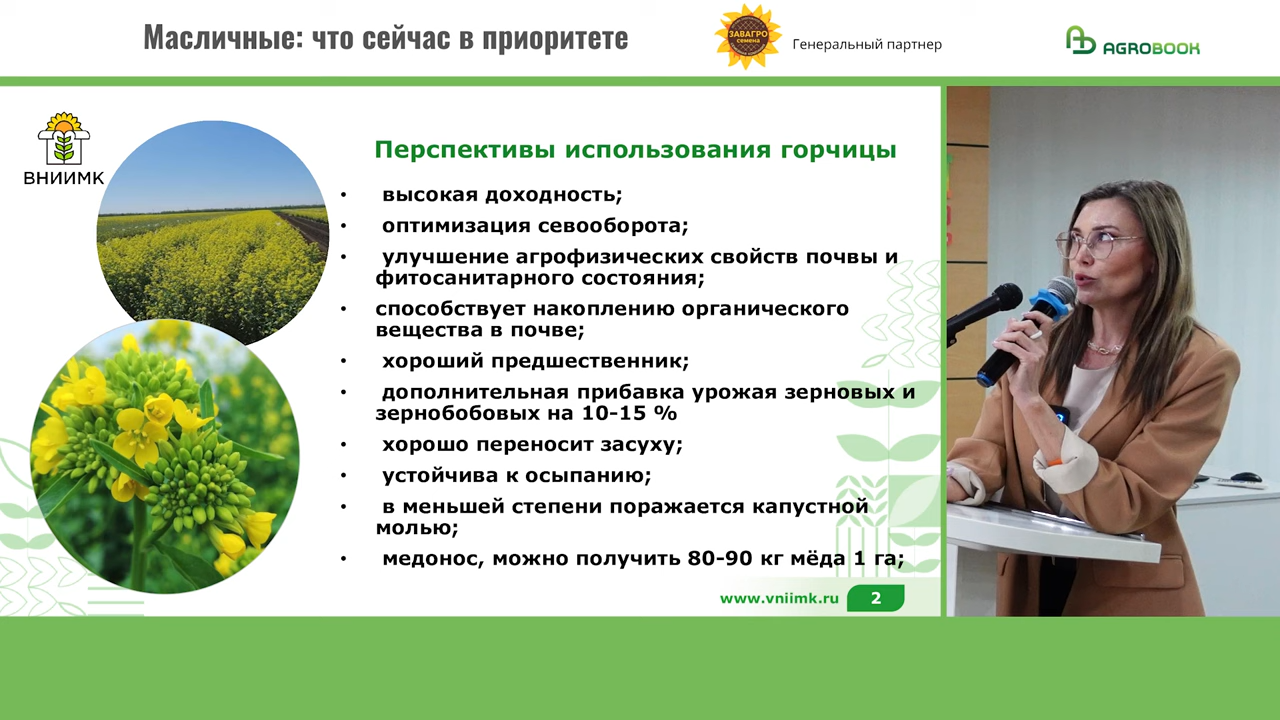 Масличные: что сейчас в приоритете
ЗАВАГРО
семена
Генеральный партнер
AGROBOOK
ВНИИМК
Перспективы использования горчицы
• высокая доходность;
• оптимизация севооборота;
• улучшение агрофизических свойств почвы и
фитосанитарного состояния;
• способствует накоплению органического
вещества в почве;
• хороший предшественник;
• дополнительная прибавка урожая зерновых и
зернобобовых на 10-15 %
• хорошо переносит засуху;
• устойчива к осыпанию;
• в меньшей степени поражается капустной
молью;
• медонос, можно получить 80-90 кг мёда 1 га;
www.vniimk.ru 2